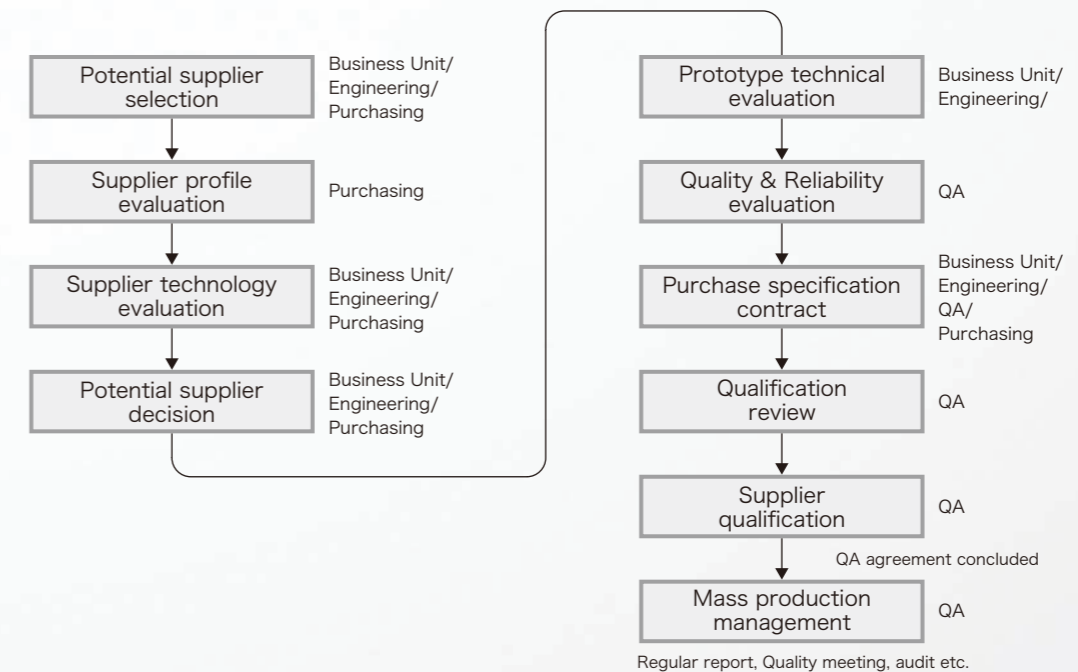 Potential supplier
selection
Business Unit/
Engineering/
Purchasing
Supplier profile
evaluation
Purchasing
Supplier technology
evaluation
Business Unit/
Engineering/
Purchasing
Potential supplier
decision
Business Unit/
Engineering/
Purchasing
Prototype technical
evaluation
Business Unit/
Engineering/
Quality & Reliability
evaluation
QA
Purchase specification
contract
Business Unit/
Engineering/
QA/
Purchasing
Qualification
review
QA
Supplier
qualification
QA
QA agreement concluded
Mass production
management
QA
Regular report, Quality meeting, audit etc.